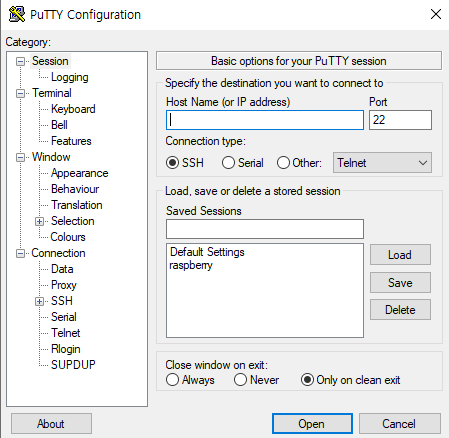 PuTTY Configuration
Category:
Session
Logging
Terminal
Keyboard
Bell
Features
Window
Appearance
Behaviour
Translation
Selection
Colours
Connection
Data
Proxy
SSH
Serial
Telnet
Rlogin
SUPDUP
Basic options for your PuTTY session
Specify the destination you want to connect to
Host Name (or IP address) Port
22
Connection type:
SSH Serial Other: Telnet
Load, save or delete a stored session
Saved Sessions
Default Settings
raspberry
Load
Save
Delete
Close window on exit:
Always Never Only on clean exit
About Open Cancel